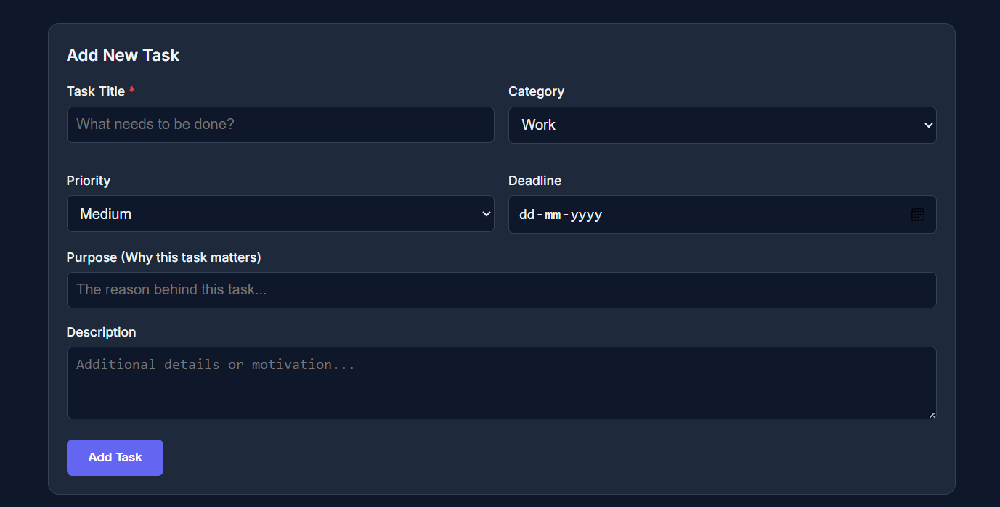 Add New Task
Task Title *
Category
What needs to be done?
Work
Priority
Deadline
Medium
dd-mm-yyyy
Purpose (Why this task matters)
The reason behind this task...
Description
Additional details or motivation...
Add Task